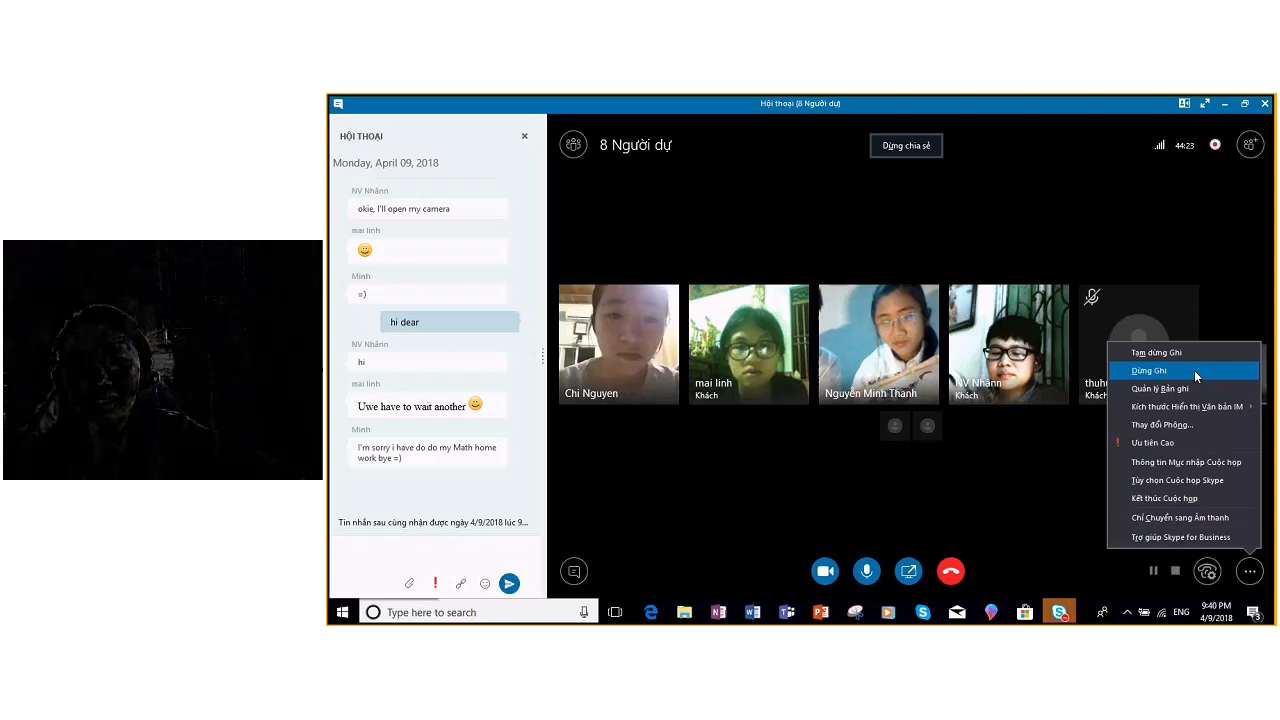 Hội thoại (8 Người dự)
HỘI THOẠI
Monday, April 09, 2018
NV Nhânn
okie, I'll open my camera
mai linh
Minh
=)
hi dear
NV Nhânn
hi
mai linh
Uwe have to wait another
Minh
I'm sorry i have do do my Math home
work bye =)
Tin nhắn sau cùng nhận được ngày 4/9/2018 lúc 9...
8 Người dự
Dừng chia sẻ
44:23
Chi Nguyen
mai linh
Khách
Nguyễn Minh Thanh
NV Nhânn
Khách
Tạm dừng Ghi
Dừng Ghi
Quản lý Bản ghi
Kích thước Hiển thị Văn bản IM
Thay đổi Phông...
Ưu tiên Cao
Thông tin Mục nhập Cuộc họp
Tùy chọn Cuộc họp Skype
Kết thúc Cuộc họp
Chỉ Chuyển sang Âm thanh
Trợ giúp Skype for Business
Type here to search
ENG
9:40 PM
4/9/2018
3